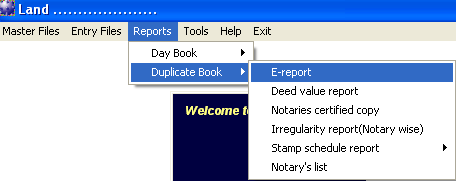 Land .....................
Master Files Entry Files Reports Tools Help Exit
Day Book
Duplicate Book
E-report
Deed value report
Notaries certified copy
Irregularity report(Notary wise)
Stamp schedule report
Notary's list
Welcome to